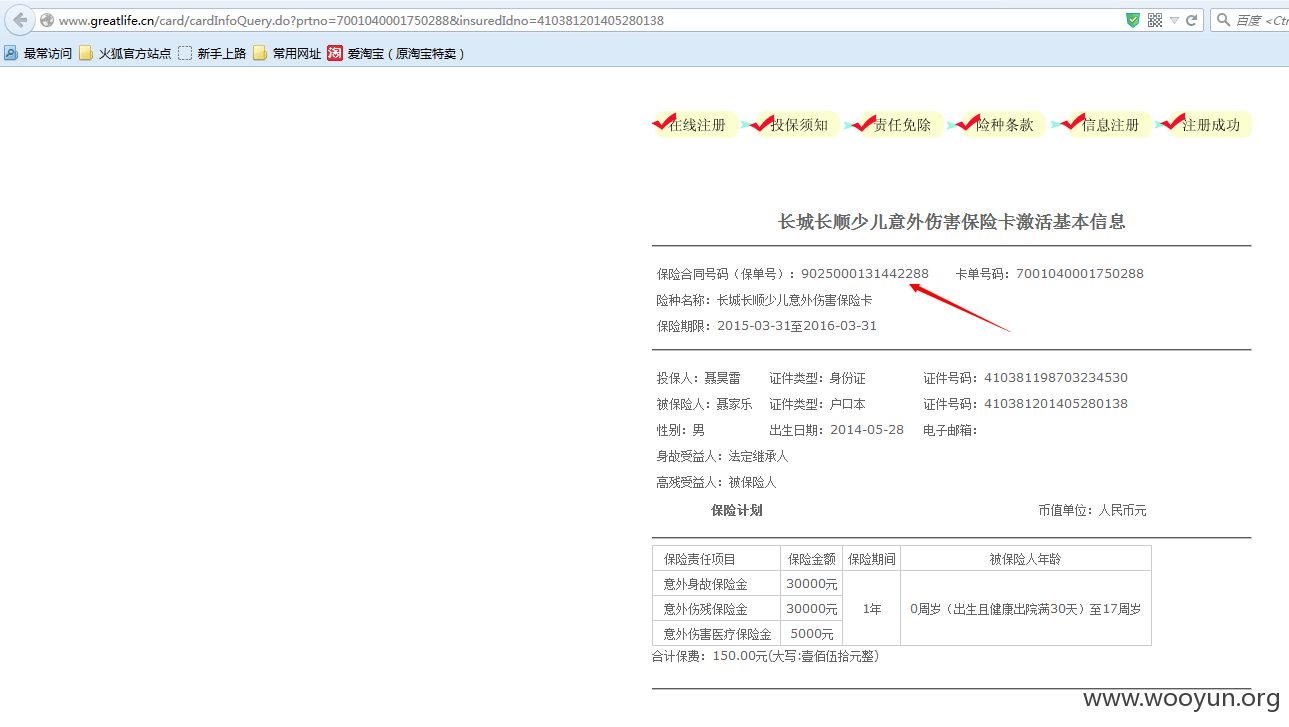 www.greatlife.cn/card/cardInfoQuery.do?prtno=7001040001750288&insuredIdno=410381201405280138 百度 <Ctr
最常访问 火狐官方站点 新手上路 常用网址 淘 爱淘宝（原淘宝特卖）
在线注册 投保须知 责任免除 险种条款 信息注册 注册成功
长城长顺少儿意外伤害保险卡激活基本信息
保险合同号码（保单号）：9025000131442288 卡单号码：7001040001750288
险种名称：长城长顺少儿意外伤害保险卡
保险期限：2015-03-31至2016-03-31
投保人：聂昊雷 证件类型：身份证 证件号码：410381198703234530
被保险人：聂家乐 证件类型：户口本 证件号码：410381201405280138
性别：男 出生日期：2014-05-28 电子邮箱：
身故受益人：法定继承人
高残受益人：被保险人
保险计划 币值单位：人民币元
保险责任项目 保险金额 保险期间 被保险人年龄
意外身故保险金 30000元
意外伤残保险金 30000元 1年 0周岁（出生且健康出院满30天）至17周岁
意外伤害医疗保险金 5000元
合计保费：150.00元(大写:壹佰伍拾元整)
www.wooyun.org